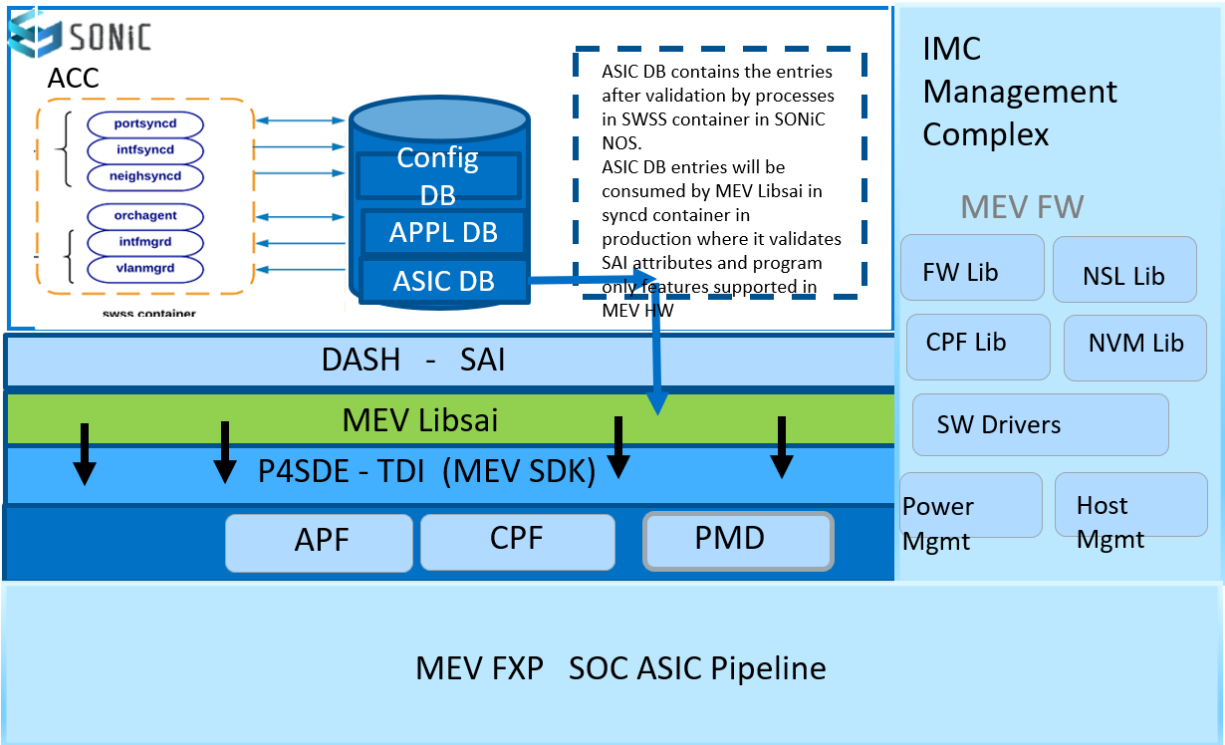 SONiC
ACC
portsyncd
intfsyncd
neighsyncd
orchagent
intfmgrd
vlanmgrd
swss container
Config
DB
APPL DB
ASIC DB
ASIC DB contains the entries
after validation by processes
in SWSS container in SONiC
NOS.
ASIC DB entries will be
consumed by MEV Libsai in
syncd container in
production where it validates
SAI attributes and program
only features supported in
MEV HW
DASH - SAI
MEV Libsai
P4SDE - TDI (MEV SDK)
APF
CPF
PMD
MEV FXP SOC ASIC Pipeline
IMC
Management
Complex
MEV FW
FW Lib
NSL Lib
CPF Lib
NVM Lib
SW Drivers
Power
Mgmt
Host
Mgmt